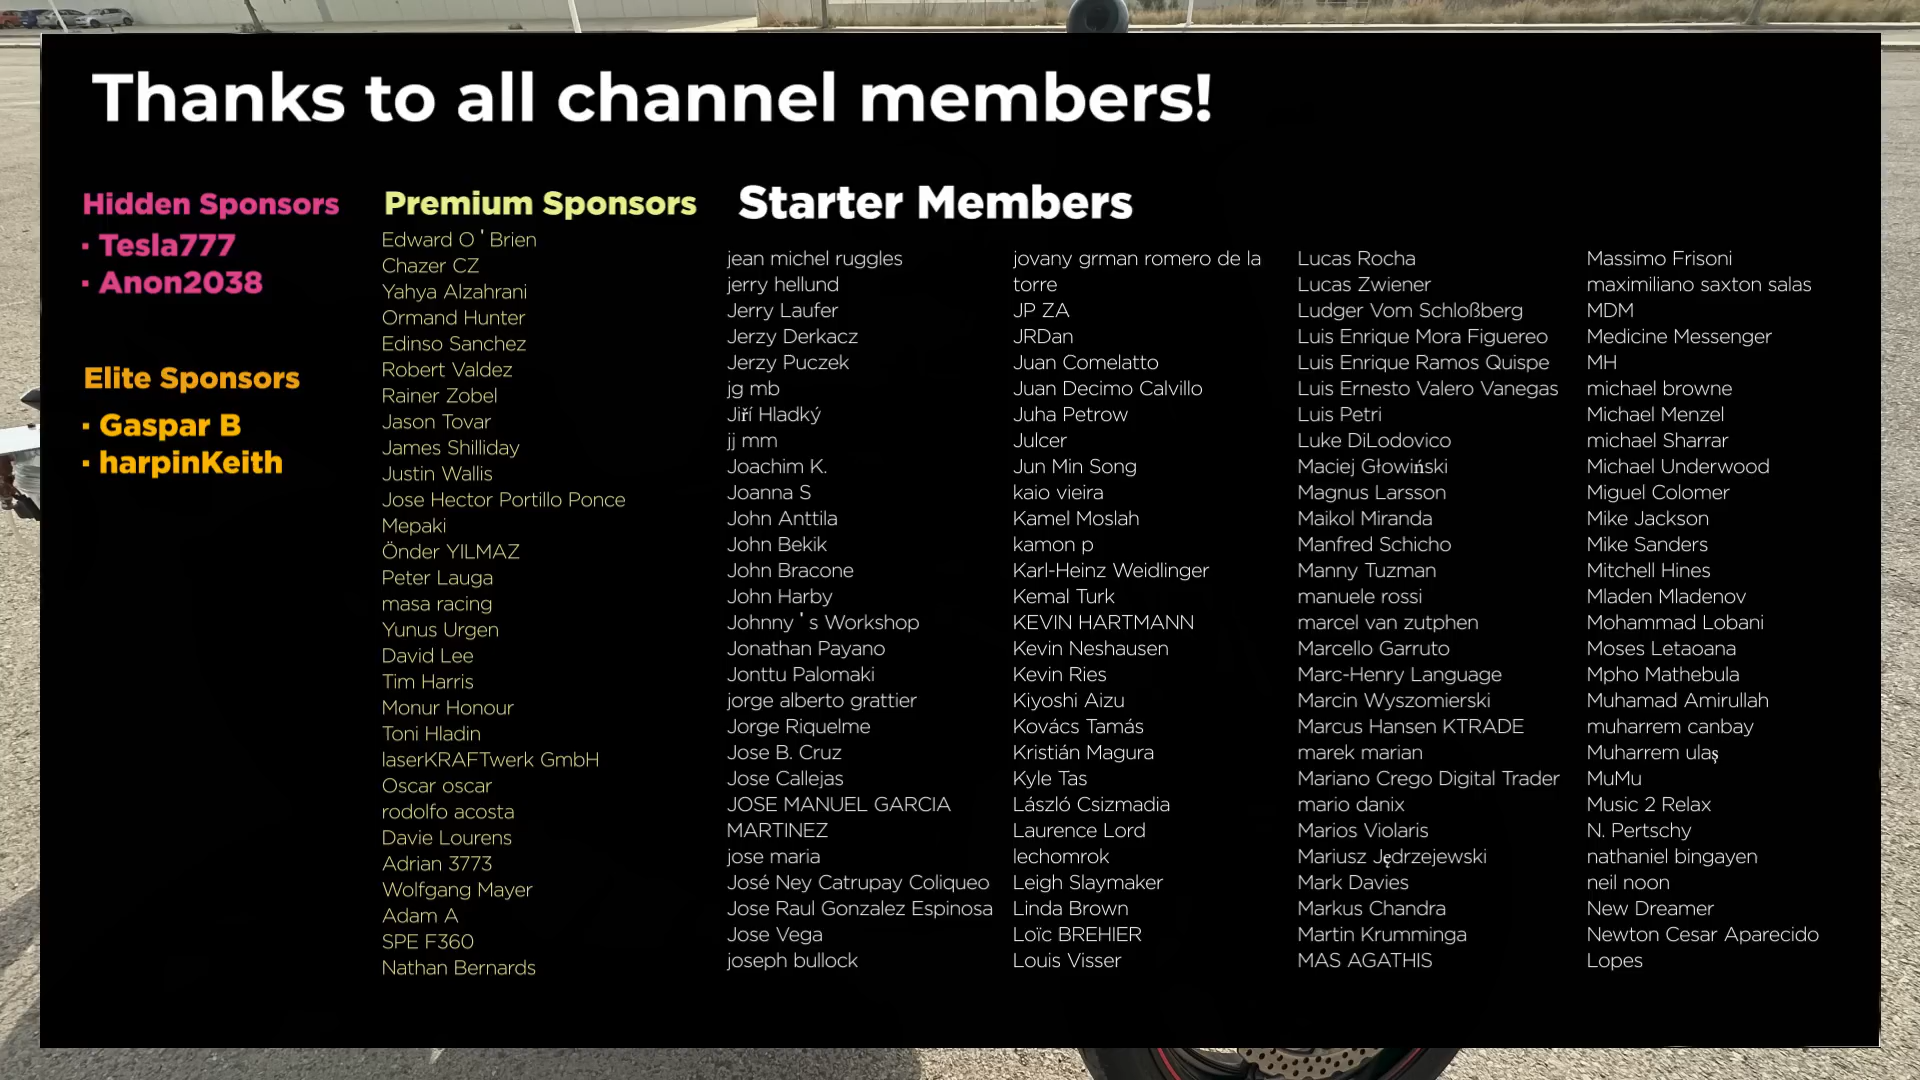 Thanks to all channel members!
Hidden Sponsors
· Tesla777
· Anon2038
Elite Sponsors
· Gaspar B
· harpinKeith
Premium Sponsors
Edward O ' Brien
Chazer CZ
Yahya Alzahrani
Ormand Hunter
Edinso Sanchez
Robert Valdez
Rainer Zobel
Jason Tovar
James Shilliday
Justin Wallis
Jose Hector Portillo Ponce
Mepaki
Önder YILMAZ
Peter Lauga
masa racing
Yunus Urgen
David Lee
Tim Harris
Monur Honour
Toni Hladin
laserKRAFTwerk GmbH
Oscar oscar
rodolfo acosta
Davie Lourens
Adrian 3773
Wolfgang Mayer
Adam A
SPE F360
Nathan Bernards
Starter Members
jean michel ruggles
jerry hellund
Jerry Laufer
Jerzy Derkacz
Jerzy Puczek
jg mb
Jiří Hladký
jj mm
Joachim K.
Joanna S
John Anttila
John Bekik
John Bracone
John Harby
Johnny ' s Workshop
Jonathan Payano
Jonttu Palomaki
jorge alberto grattier
Jorge Riquelme
Jose B. Cruz
Jose Callejas
JOSE MANUEL GARCIA
MARTINEZ
jose maria
José Ney Catrupay Coliqueo
Jose Raul Gonzalez Espinosa
Jose Vega
joseph bullock
jovany grman romero de la
torre
JP ZA
JRDan
Juan Comelatto
Juan Decimo Calvillo
Juha Petrow
Julcer
Jun Min Song
kaio vieira
Kamel Moslah
kamon p
Karl-Heinz Weidlinger
Kemal Turk
KEVIN HARTMANN
Kevin Neshausen
Kevin Ries
Kiyoshi Aizu
Kovács Tamás
Kristián Magura
Kyle Tas
László Csizmadia
Laurence Lord
lechomrok
Leigh Slaymaker
Linda Brown
Loïc BREHIER
Louis Visser
Lucas Rocha
Lucas Zwiener
Ludger Vom Schloßberg
Luis Enrique Mora Figuereo
Luis Enrique Ramos Quispe
Luis Ernesto Valero Vanegas
Luis Petri
Luke DiLodovico
Maciej Głowiński
Magnus Larsson
Maikol Miranda
Manfred Schicho
Manny Tuzman
manuele rossi
marcel van zutphen
Marcello Garruto
Marc-Henry Language
Marcin Wyszomierski
Marcus Hansen KTRADE
marek marian
Mariano Crego Digital Trader
mario danix
Marios Violaris
Mariusz Jędrzejewski
Mark Davies
Markus Chandra
Martin Krumminga
MAS AGATHIS
Massimo Frisoni
maximiliano saxton salas
MDM
Medicine Messenger
MH
michael browne
Michael Menzel
michael Sharrar
Michael Underwood
Miguel Colomer
Mike Jackson
Mike Sanders
Mitchell Hines
Mladen Mladenov
Mohammad Lobani
Moses Letaoana
Mpho Mathebula
Muhamad Amirullah
muharrem canbay
Muharrem ulaş
MuMu
Music 2 Relax
N. Pertschy
nathaniel bingayen
neil noon
New Dreamer
Newton Cesar Aparecido
Lopes